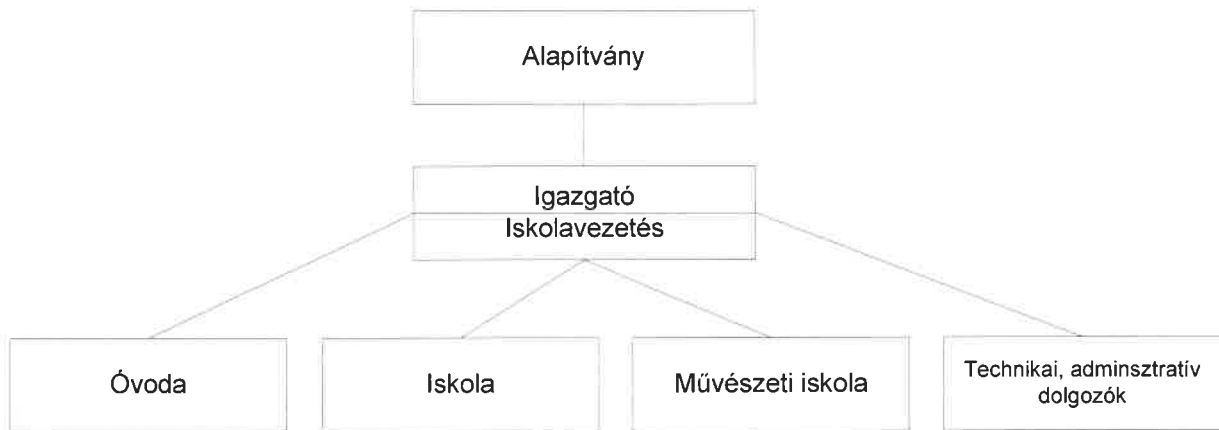 Alapítvány
Igazgató
Iskolavezetés
Óvoda
Iskola
Művészeti iskola
Technikai, adminsztratív
dolgozók